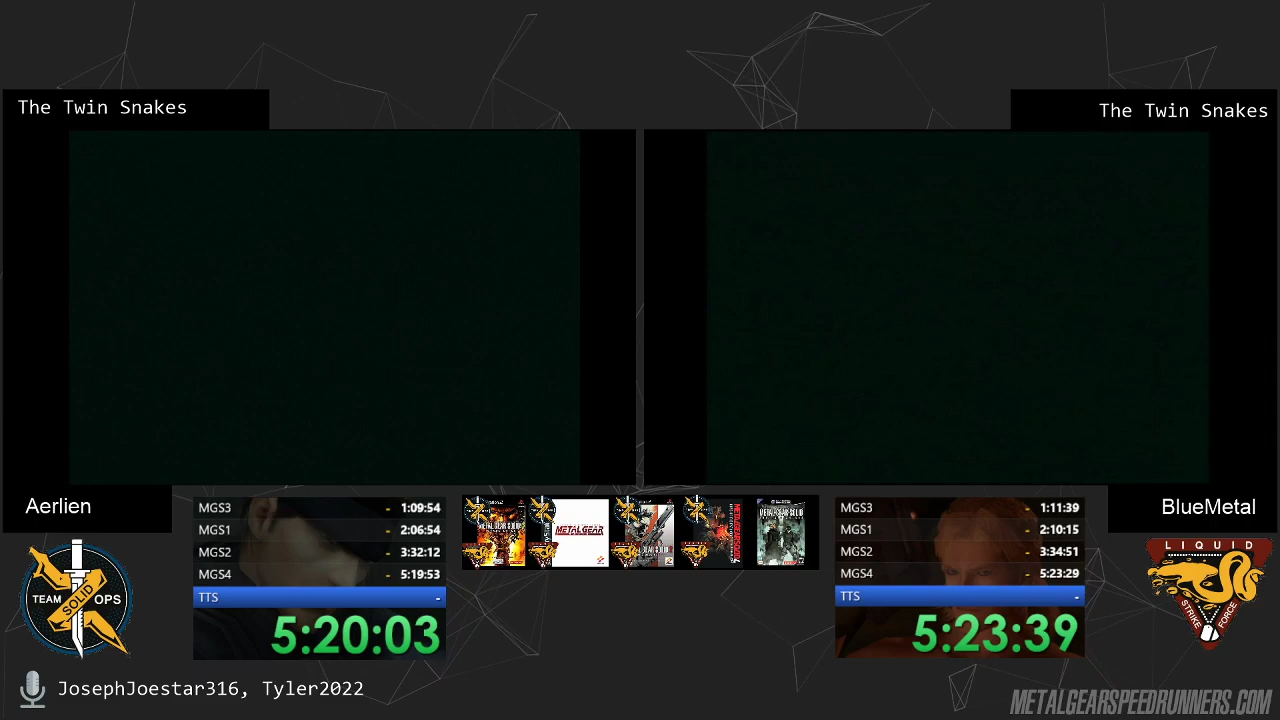 The Twin Snakes
The Twin Snakes
Aerlien
BlueMetal
MGS3 - 1:09:54
MGS1 - 2:06:54
MGS2 - 3:32:12
MGS4 - 5:19:53
TTS -
5:20:03
METAL GEAR
MGS3 - 1:11:39
MGS1 - 2:10:15
MGS2 - 3:34:51
MGS4 - 5:23:29
TTS -
5:23:39
TEAM SOLID OPS
LIQUID
STRIKE FORCE
JosephJoestar316, Tyler2022
METALGEARSPEEDRUNNERS.COM